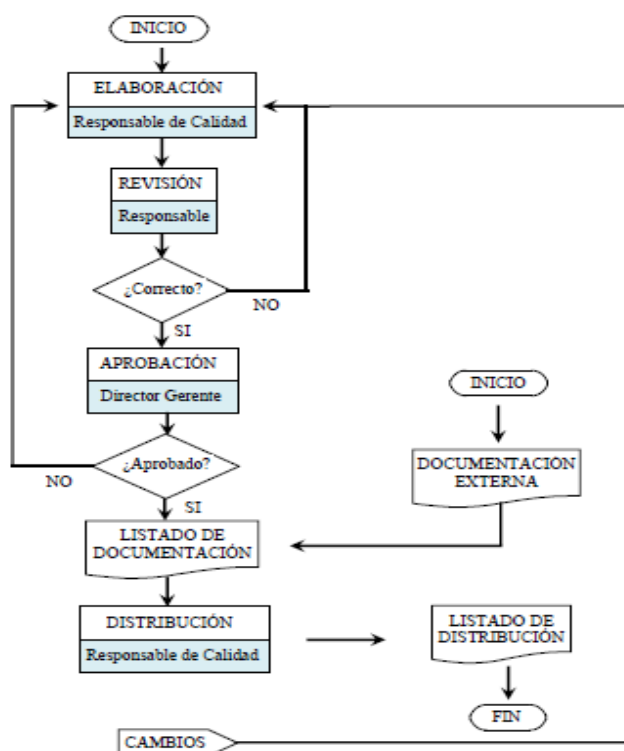 INICIO
ELABORACIÓN
Responsable de Calidad
REVISIÓN
Responsable
¿Correcto?
NO
SI
APROBACIÓN
Director Gerente
¿Aprobado?
NO
SI
LISTADO DE
DOCUMENTACIÓN
INICIO
DOCUMENTACIÓN
EXTERNA
DISTRIBUCIÓN
Responsable de Calidad
LISTADO DE
DISTRIBUCIÓN
FIN
CAMBIOS